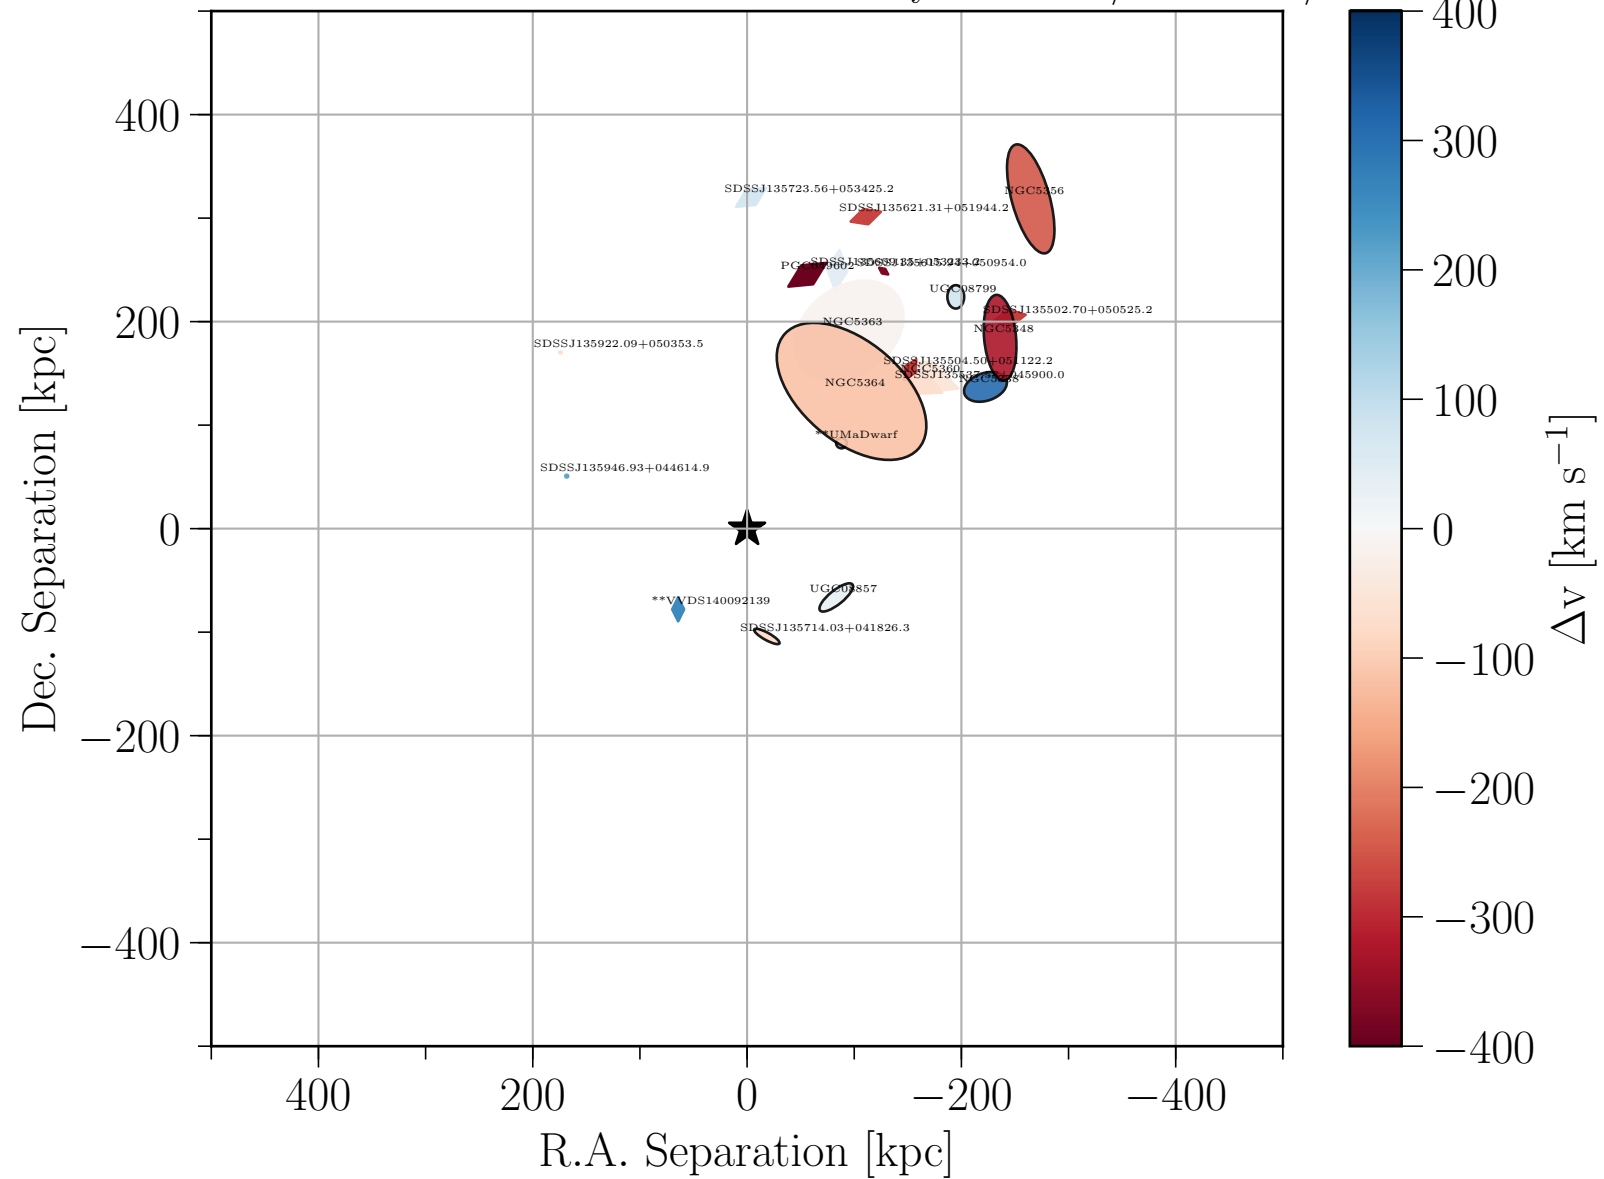 400
200
0
−200
−400
Dec. Separation [kpc]
SDSSJ135723.56+053425.2
SDSSJ135621.31+051944.2
NGC5356
PGC049602
UGC08799
SDSSJ135502.70+050525.2
NGC5363
NGC5348
SDSSJ135922.09+050353.5
SDSSJ135504.50+051122.2
NGC5360
NGC5364
**UMaDwarf
SDSSJ135946.93+044614.9
UGC08857
**VVDS140092139
SDSSJ135714.03+041826.3
400
200
0
−200
−400
R.A. Separation [kpc]
400
300
200
100
0
−100
−200
−300
−400
Δv [km s⁻¹]